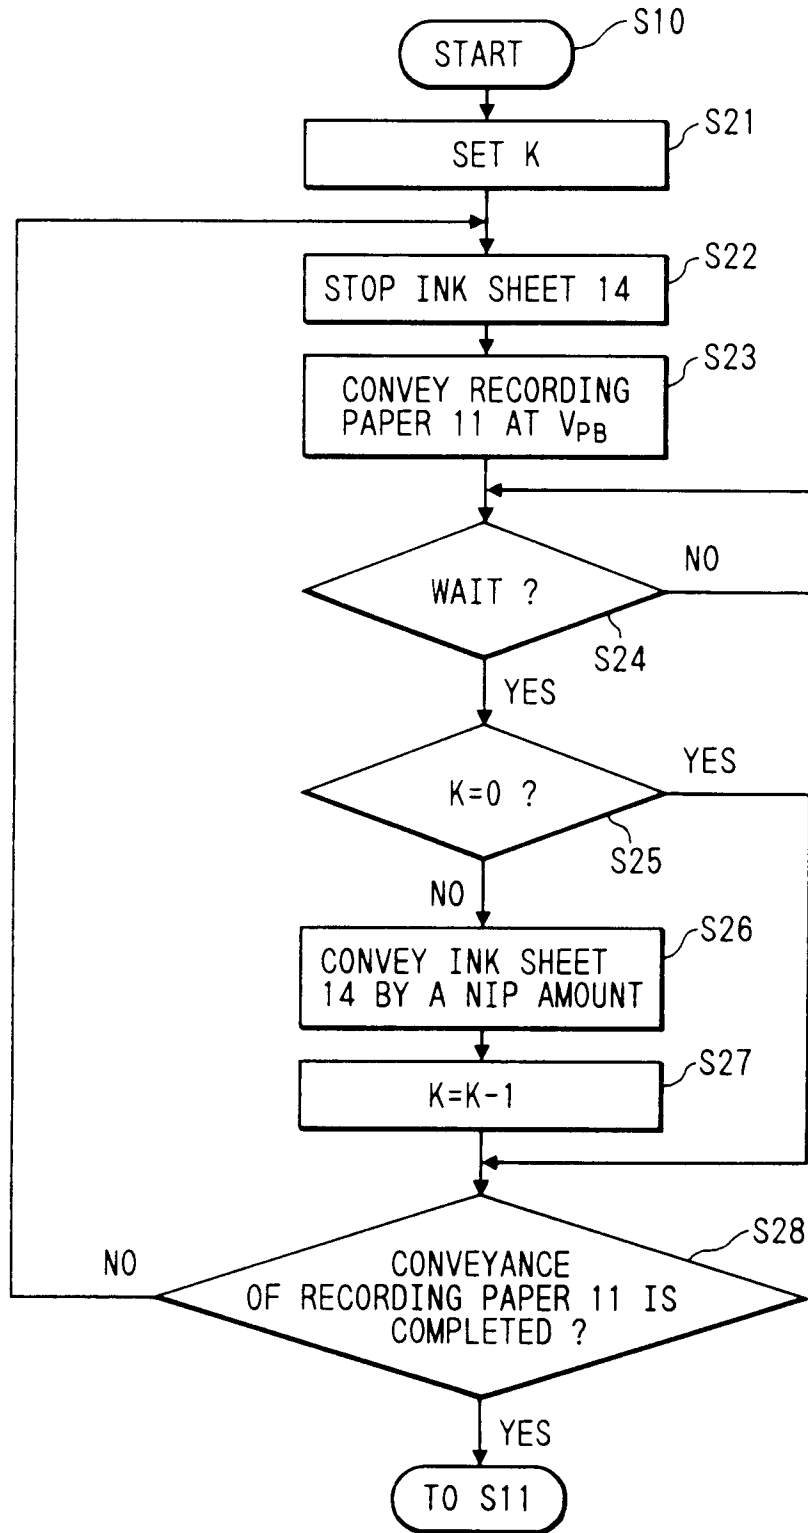 START
S10
SET K
S21
STOP INK SHEET 14
S22
CONVEY RECORDING
PAPER 11 AT VPB
S23
WAIT ?
NO
S24
YES
K=0 ?
YES
S25
NO
CONVEY INK SHEET
14 BY A NIP AMOUNT
S26
K=K-1
S27
CONVEYANCE
OF RECORDING PAPER 11 IS
COMPLETED ?
S28
NO
YES
TO S11